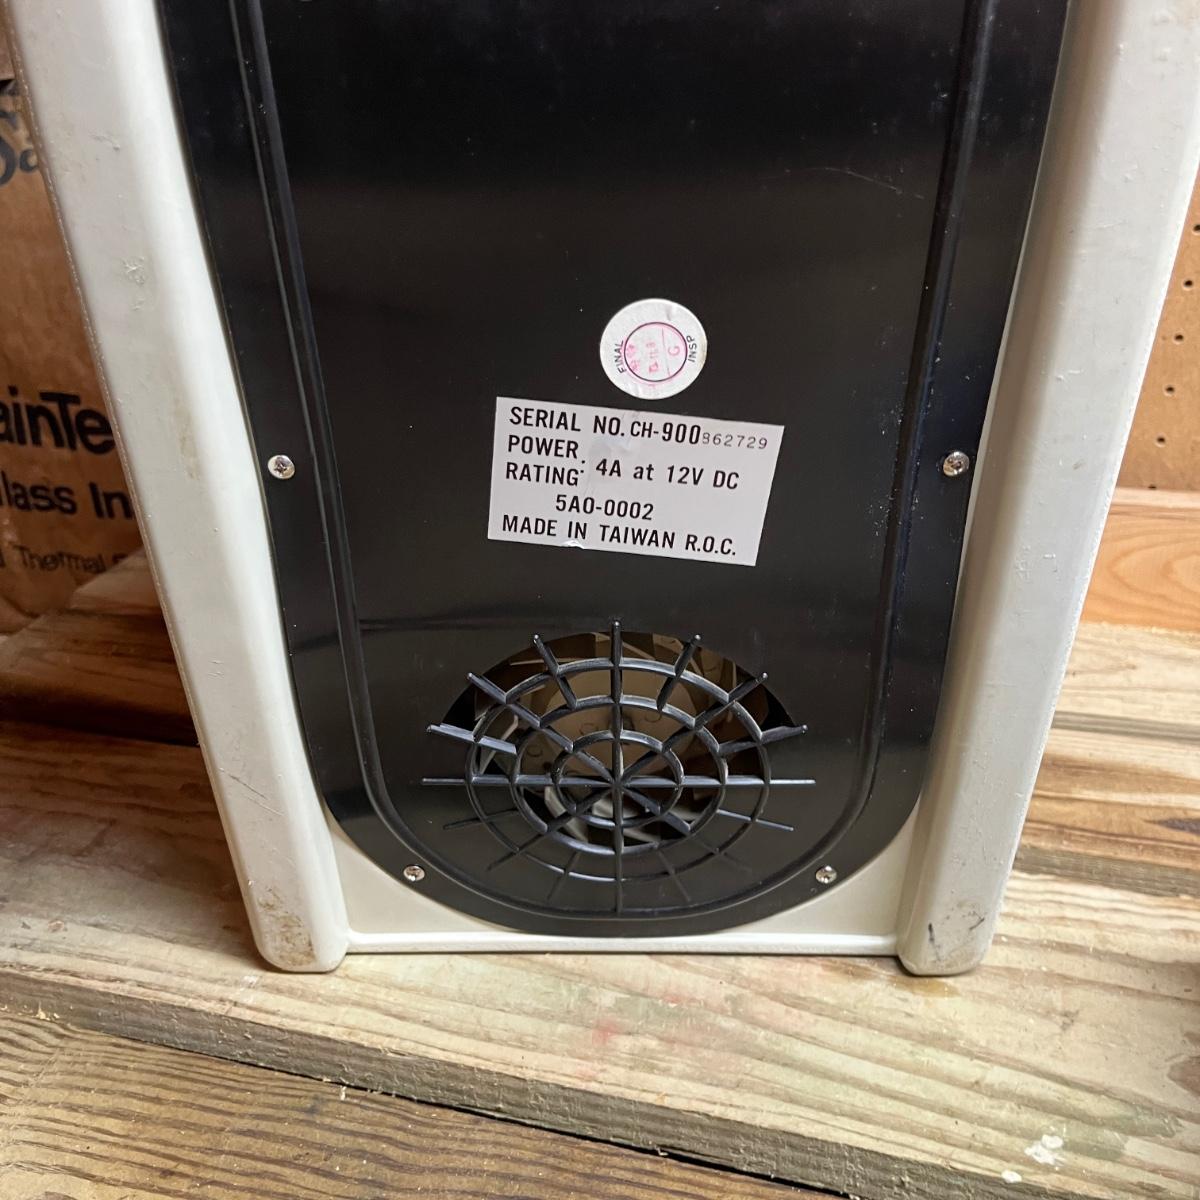 FINAL
INSP
G
SERIAL NO. CH-900862729
POWER
RATING: 4A at 12V DC
5A0-0002
MADE IN TAIWAN R.O.C.
ainTe
lass In
Thermal